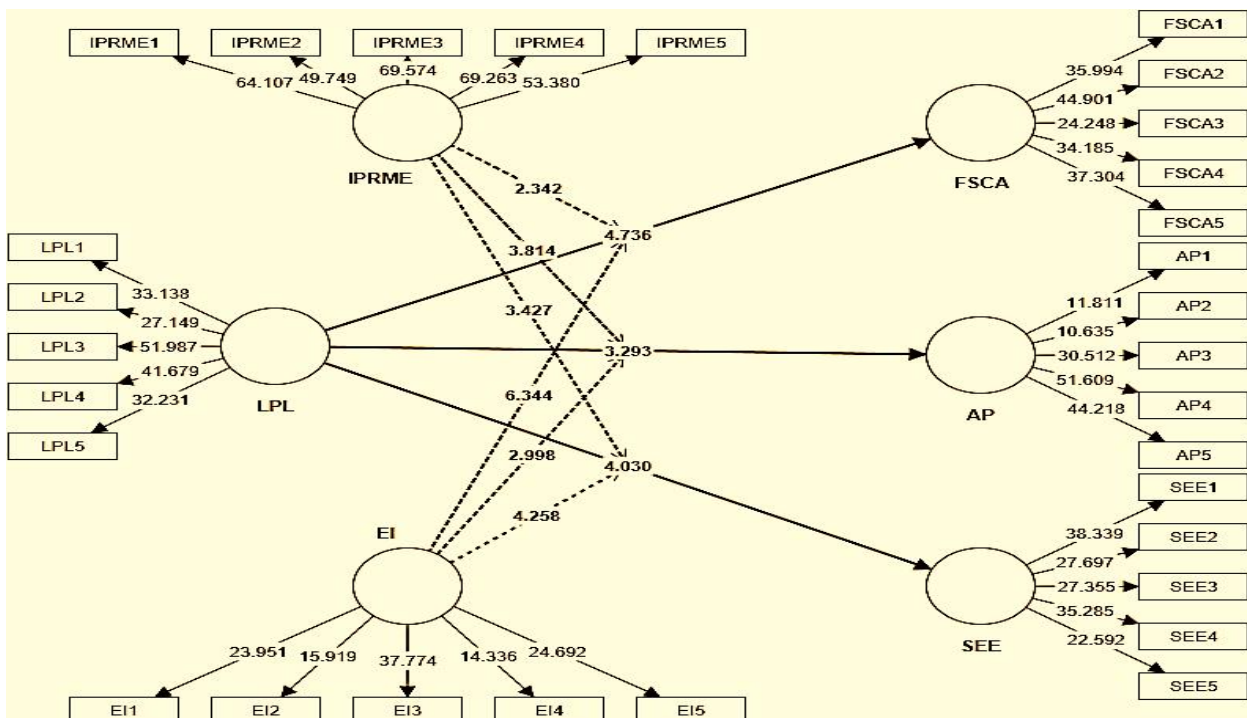 IPRME1
IPRME2
IPRME3
IPRME4
IPRME5
64.107
49.749
69.574
69.263
53.380
IPRME
FSCA1
FSCA2
FSCA3
FSCA4
FSCA5
35.994
44.901
24.248
34.185
37.304
FSCA
LPL1
LPL2
LPL3
LPL4
LPL5
33.138
27.149
51.987
41.679
32.231
LPL
2.342
4.736
3.814
3.427
3.293
6.344
2.998
4.030
4.258
AP1
AP2
AP3
AP4
AP5
11.811
10.635
30.512
51.609
44.218
AP
SEE1
SEE2
SEE3
SEE4
SEE5
38.339
27.697
27.355
35.285
22.592
SEE
EI
23.951
15.919
37.774
14.336
24.692
EI1
EI2
EI3
EI4
EI5